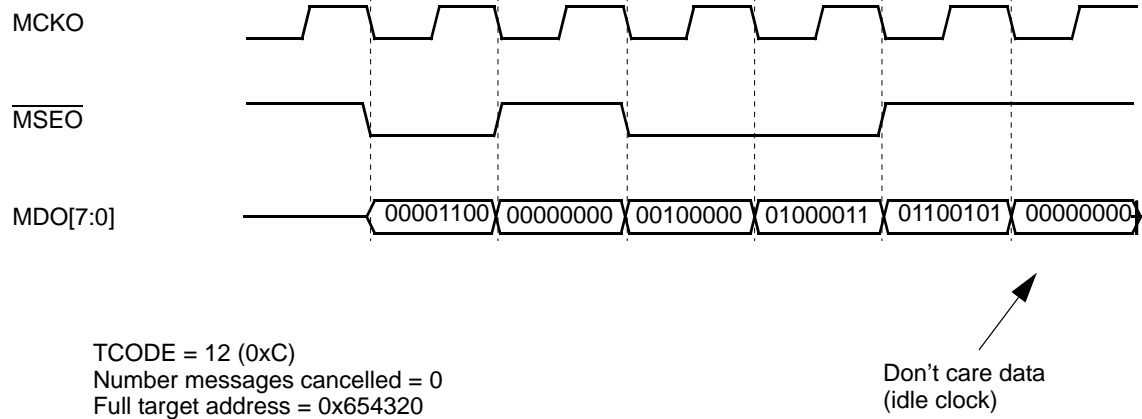 MCKO
MSEO
MDO[7:0]
00001100 00000000 00100000 01000011 01100101 00000000
TCODE = 12 (0xC)
Number messages cancelled = 0
Full target address = 0x654320
Don't care data
(idle clock)